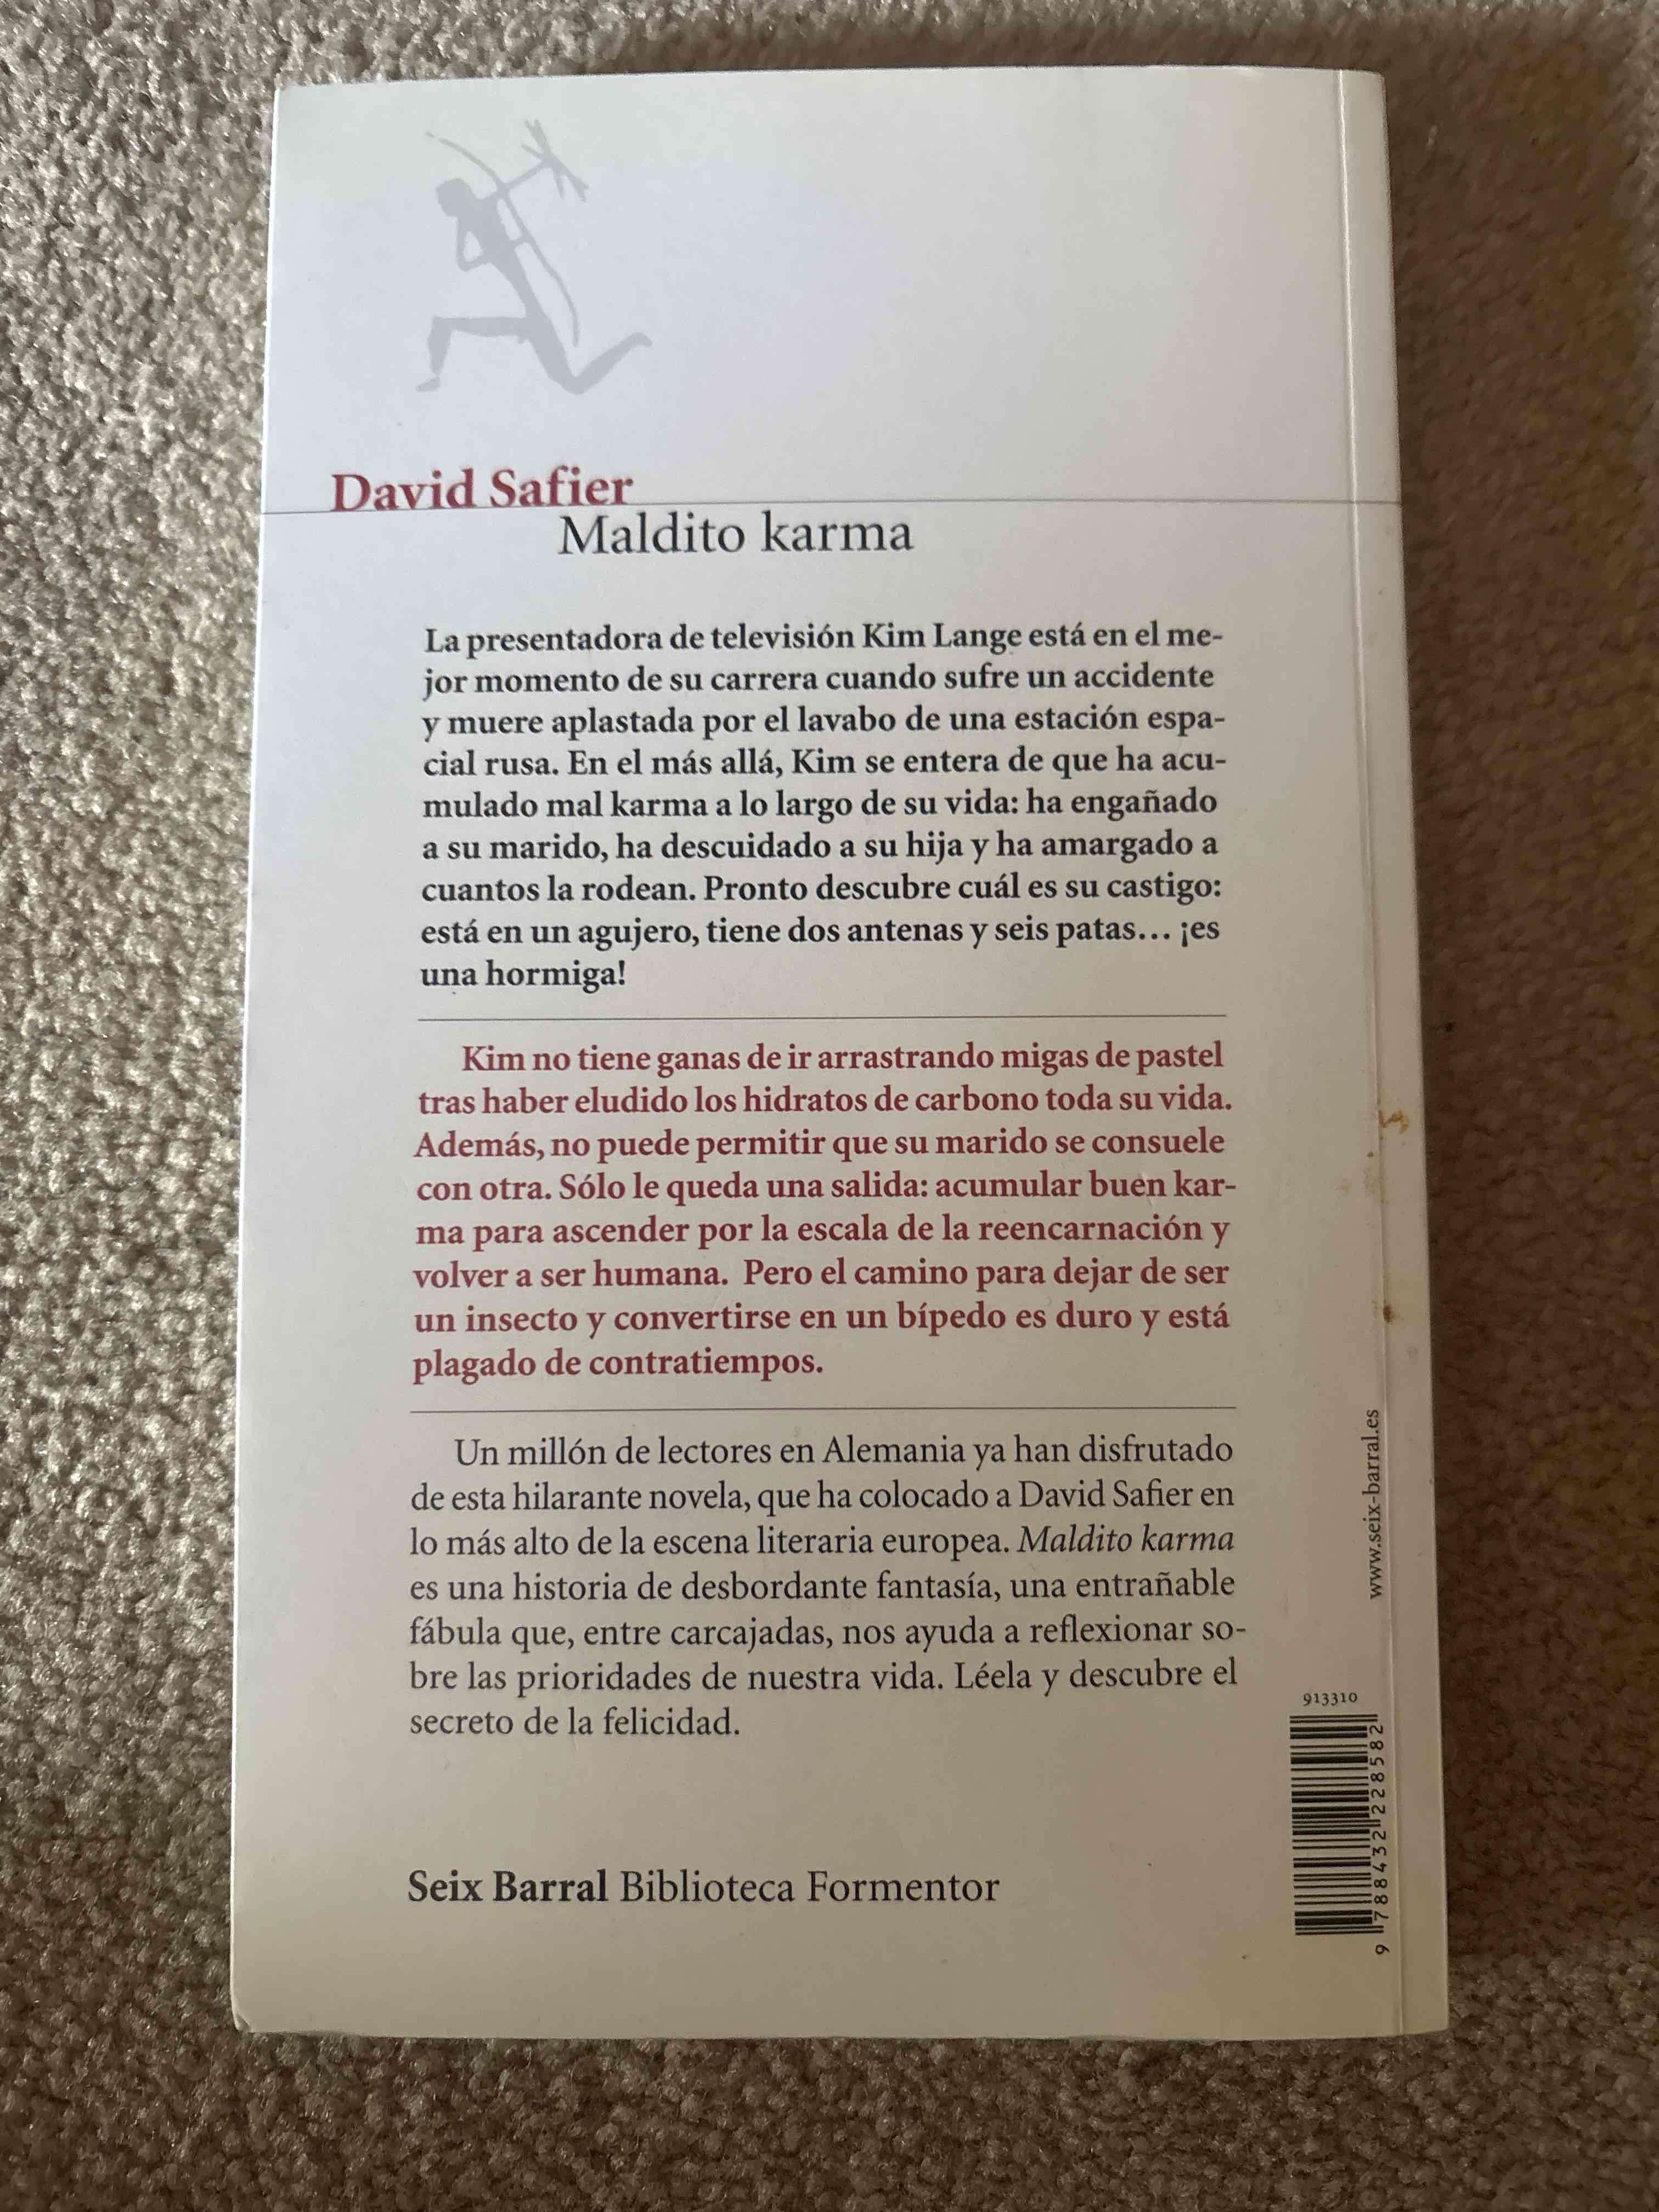 David Safier
Maldito karma
La presentadora de televisión Kim Lange está en el me-
jor momento de su carrera cuando sufre un accidente
y muere aplastada por el lavabo de una estación espa-
cial rusa. En el más allá, Kim se entera de que ha acu-
mulado mal karma a lo largo de su vida: ha engañado
a su marido, ha descuidado a su hija y ha amargado a
cuantos la rodean. Pronto descubre cuál es su castigo:
está en un agujero, tiene dos antenas y seis patas... ¡es
una hormiga!
Kim no tiene ganas de ir arrastrando migas de pastel
tras haber eludido los hidratos de carbono toda su vida.
Además, no puede permitir que su marido se consuele
con otra. Sólo le queda una salida: acumular buen kar-
ma para ascender por la escala de la reencarnación y
volver a ser humana. Pero el camino para dejar de ser
un insecto y convertirse en un bípedo es duro y está
plagado de contratiempos.
Un millón de lectores en Alemania ya han disfrutado
de esta hilarante novela, que ha colocado a David Safier en
lo más alto de la escena literaria europea. Maldito karma
es una historia de desbordante fantasía, una entrañable
fábula que, entre carcajadas, nos ayuda a reflexionar so-
bre las prioridades de nuestra vida. Léela y descubre el
secreto de la felicidad.
Seix Barral Biblioteca Formentor
www.seix-barral.es
913310
9 788432 228582